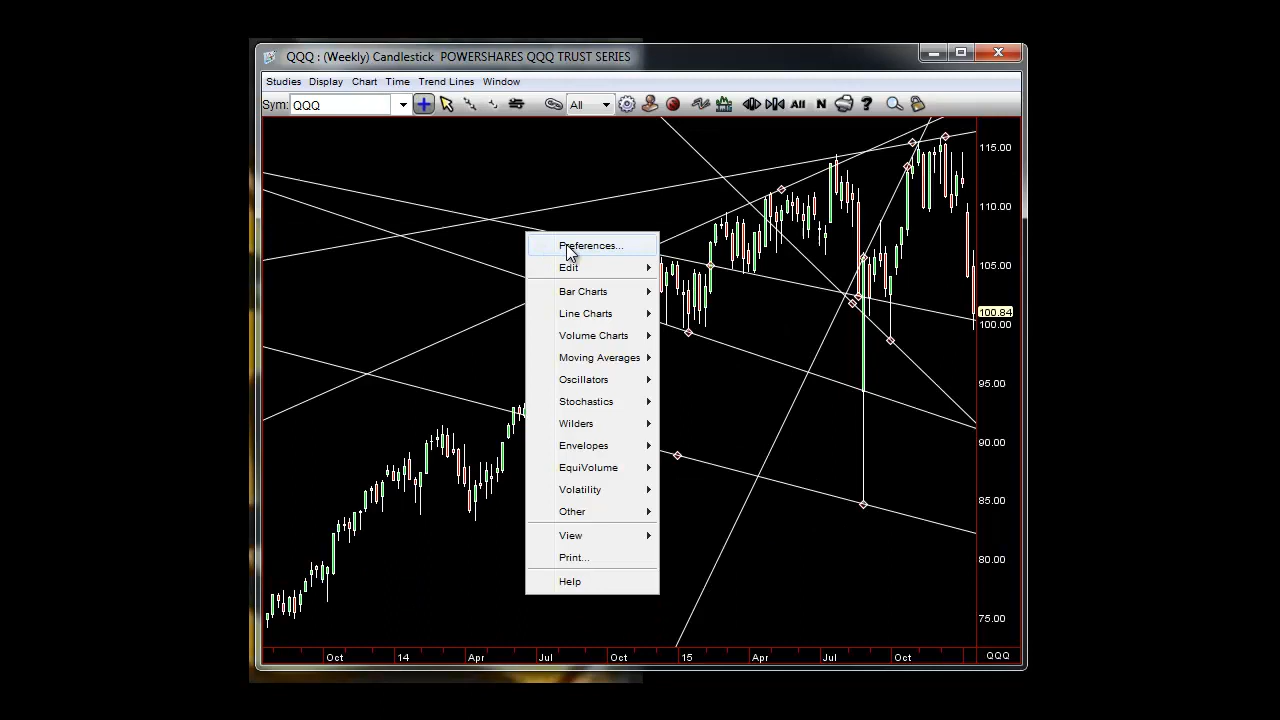 QQQ : (Weekly) Candlestick POWERSHARES QQQ TRUST SERIES
Studies Display Chart Time Trend Lines Window
Sym: QQQ All All N ?
115.00
110.00
105.00
100.84
100.00
95.00
90.00
85.00
80.00
75.00
Preferences...
Edit
Bar Charts
Line Charts
Volume Charts
Moving Averages
Oscillators
Stochastics
Wilders
Envelopes
EquiVolume
Volatility
Other
View
Print...
Help
Oct 14 Apr Jul Oct 15 Apr Jul Oct QQQ